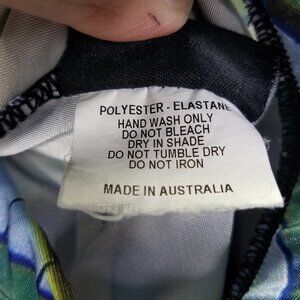 POLYESTER - ELASTANE
HAND WASH ONLY
DO NOT BLEACH
DRY IN SHADE
DO NOT TUMBLE DRY
DO NOT IRON
MADE IN AUSTRALIA